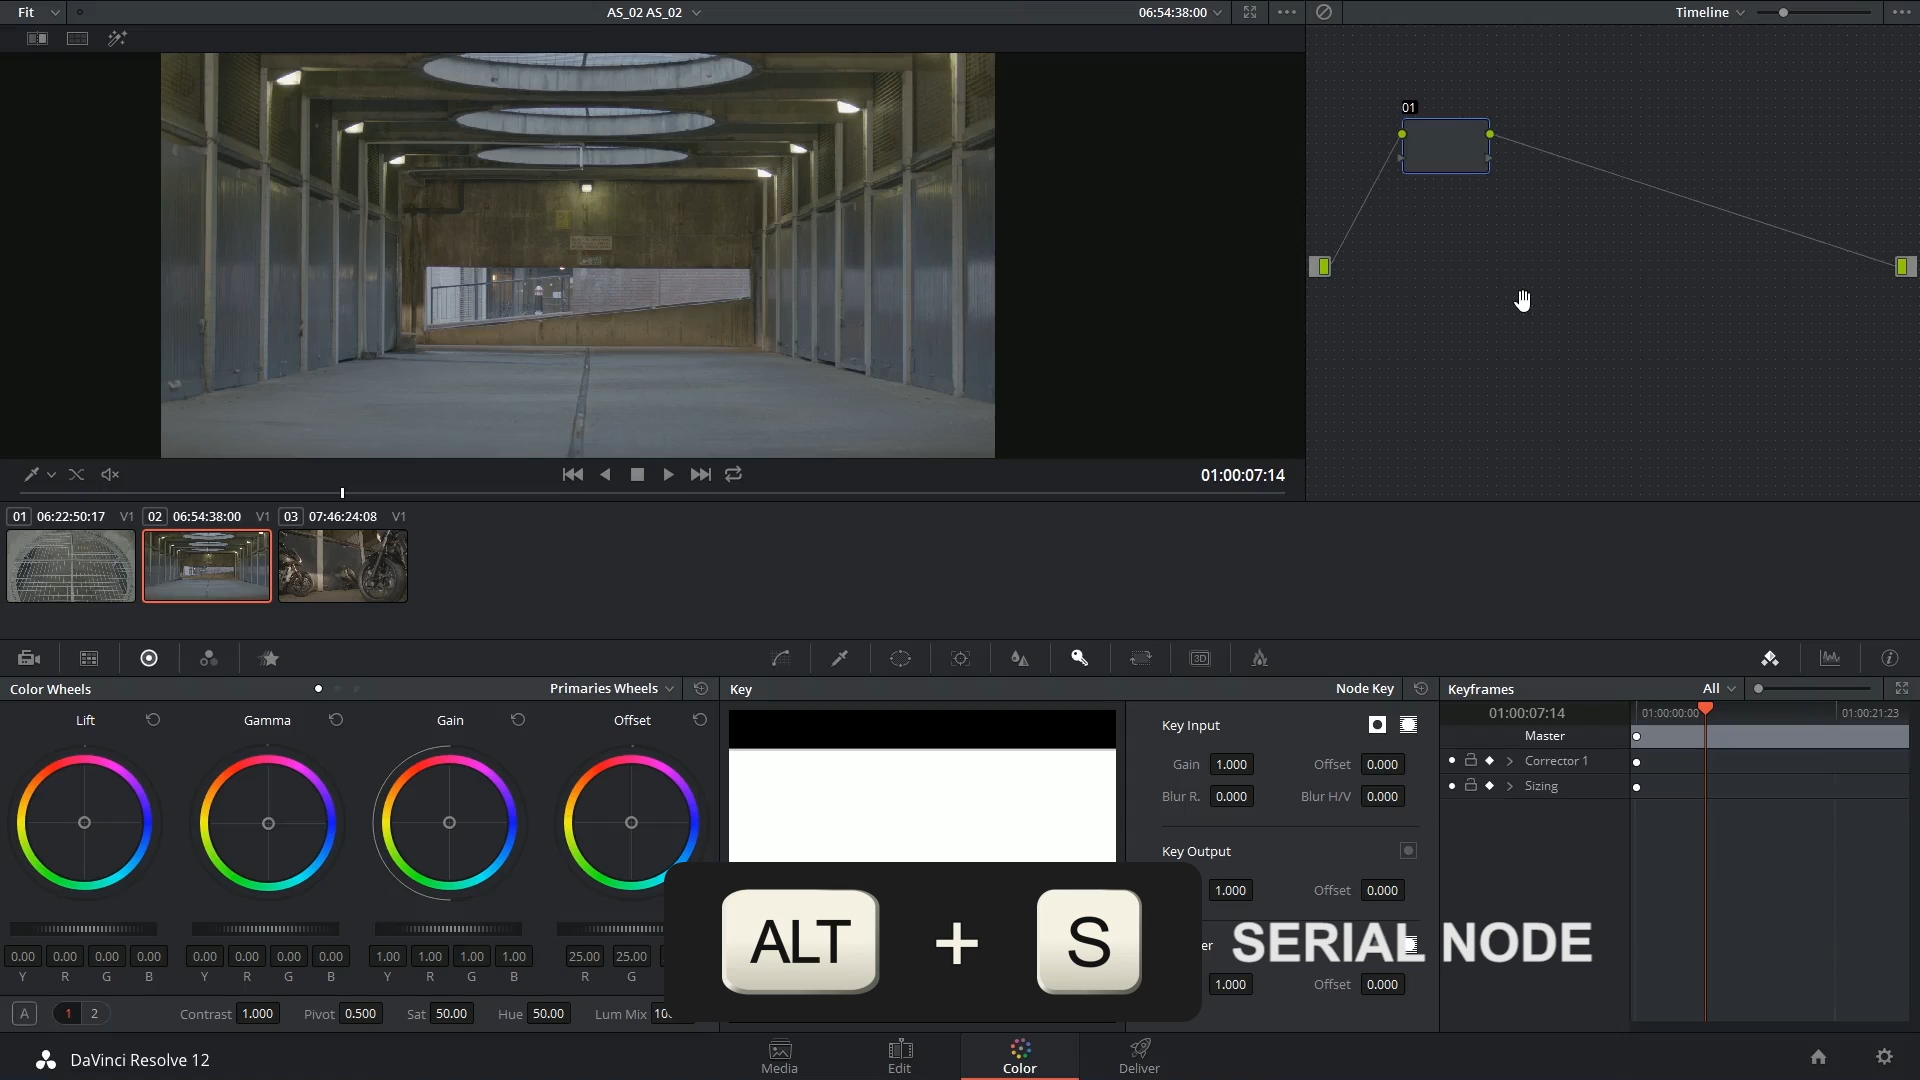 Fit
AS_02 AS_02
06:54:38:00
Timeline
01
01:00:07:14
01 06:22:50:17 V1 02 06:54:38:00 V1 03 07:46:24:08 V1
3D
Color Wheels Primaries Wheels Key Node Key Keyframes All
Lift Gamma Gain Offset
Key Input
01:00:07:14 01:00:00:00 01:00:21:23
Master
Gain 1.000 Offset 0.000
Corrector 1
Blur R. 0.000 Blur H/V 0.000
Sizing
Key Output
1.000 Offset 0.000
ALT + S SERIAL NODE
0.00 0.00 0.00 0.00 0.00 0.00 0.00 0.00 1.00 1.00 1.00 1.00 25.00 25.00
Y R G B Y R G B Y R G B R G
1.000 Offset 0.000
A 1 2 Contrast 1.000 Pivot 0.500 Sat 50.00 Hue 50.00 Lum Mix
DaVinci Resolve 12 Media Edit Color Deliver